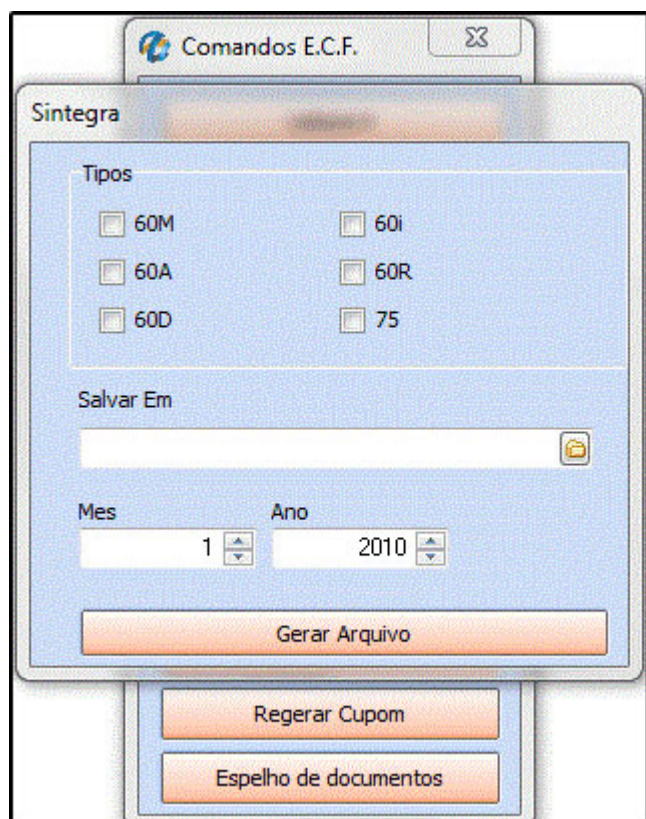 Comandos E.C.F.
Sintegra
Tipos
60M
60i
60A
60R
60D
75
Salvar Em
Mes
Ano
1
2010
Gerar Arquivo
Regerar Cupom
Espelho de documentos